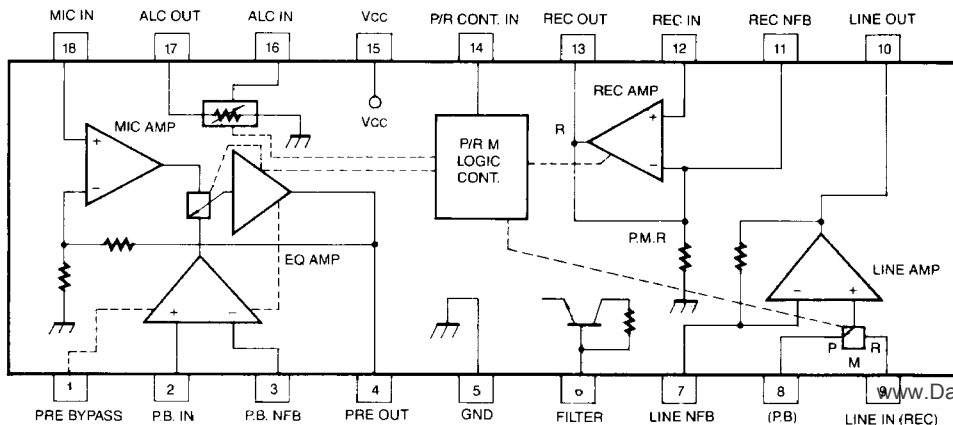 MIC IN ALC OUT ALC IN VCC P/R CONT. IN REC OUT REC IN REC NFB LINE OUT
18 17 16 15 14 13 12 11 10
VCC
MIC AMP
+
−
EQ AMP
+ −
P/R M
LOGIC
CONT.
REC AMP
R
+
−
P.M.R
LINE AMP
− +
P R
M
1 2 3 4 5 6 7 8 9
PRE BYPASS P.B. IN P.B. NFB PRE OUT GND FILTER LINE NFB (P.B) LINE IN (REC)
www.Da